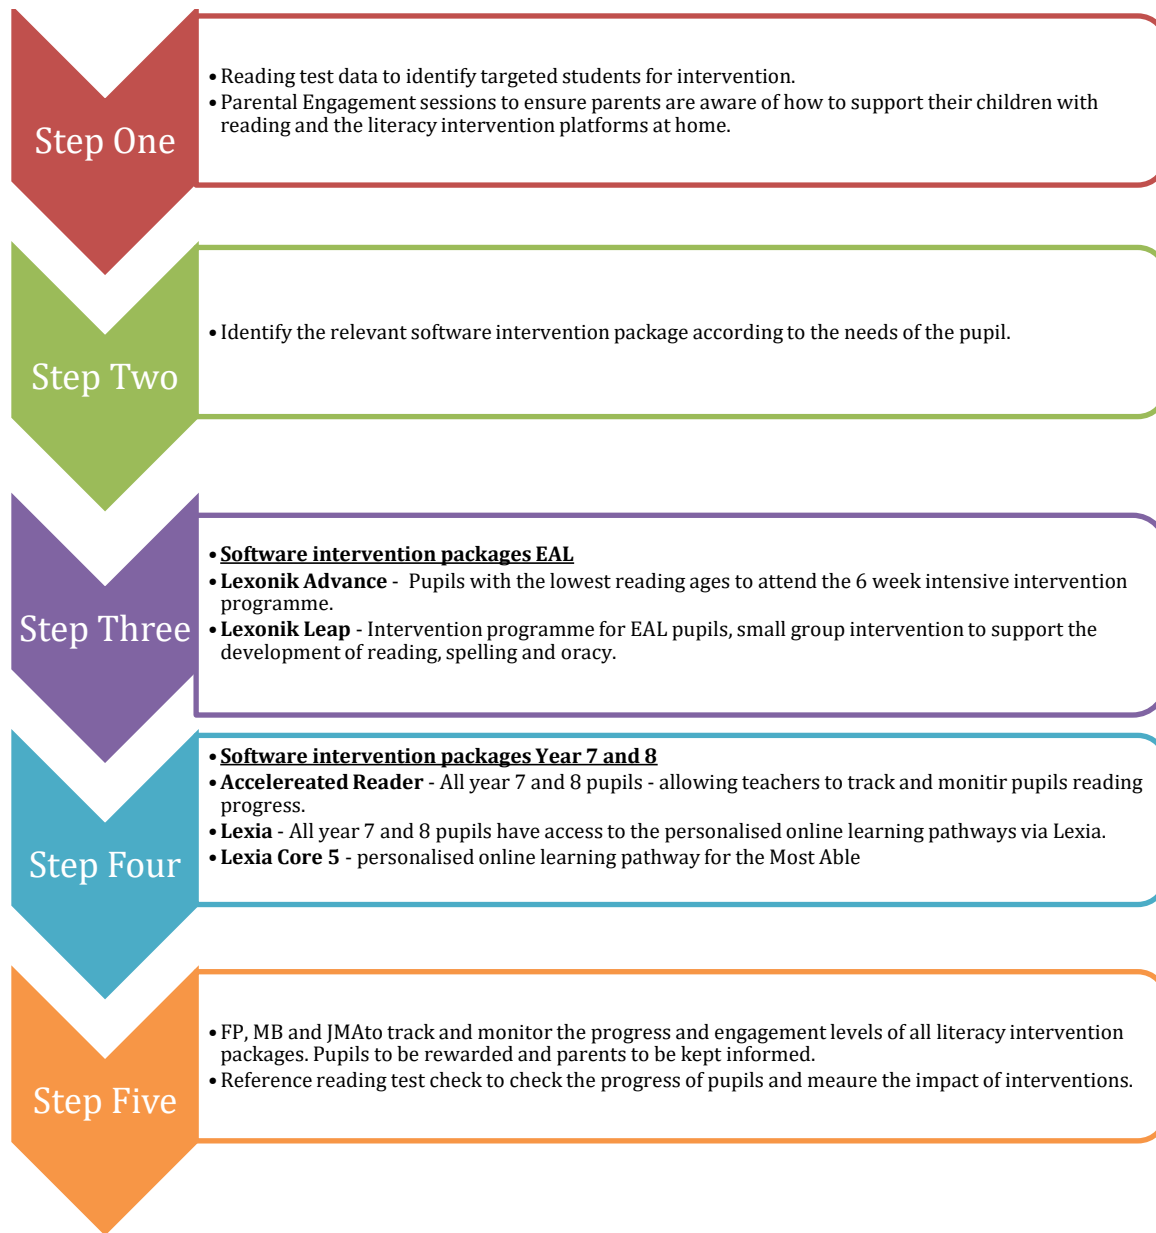 Step One
•Reading test data to identify targeted students for intervention.
•Parental Engagement sessions to ensure parents are aware of how to support their children with
reading and the literacy intervention platforms at home.
Step Two
•Identify the relevant software intervention package according to the needs of the pupil.
Step Three
•Software intervention packages EAL
•Lexonik Advance - Pupils with the lowest reading ages to attend the 6 week intensive intervention
programme.
•Lexonik Leap - Intervention programme for EAL pupils, small group intervention to support the
development of reading, spelling and oracy.
Step Four
•Software intervention packages Year 7 and 8
•Accelereated Reader - All year 7 and 8 pupils - allowing teachers to track and monitir pupils reading
progress.
•Lexia - All year 7 and 8 pupils have access to the personalised online learning pathways via Lexia.
•Lexia Core 5 - personalised online learning pathway for the Most Able
Step Five
•FP, MB and JMAto track and monitor the progress and engagement levels of all literacy intervention
packages. Pupils to be rewarded and parents to be kept informed.
•Reference reading test check to check the progress of pupils and meaure the impact of interventions.